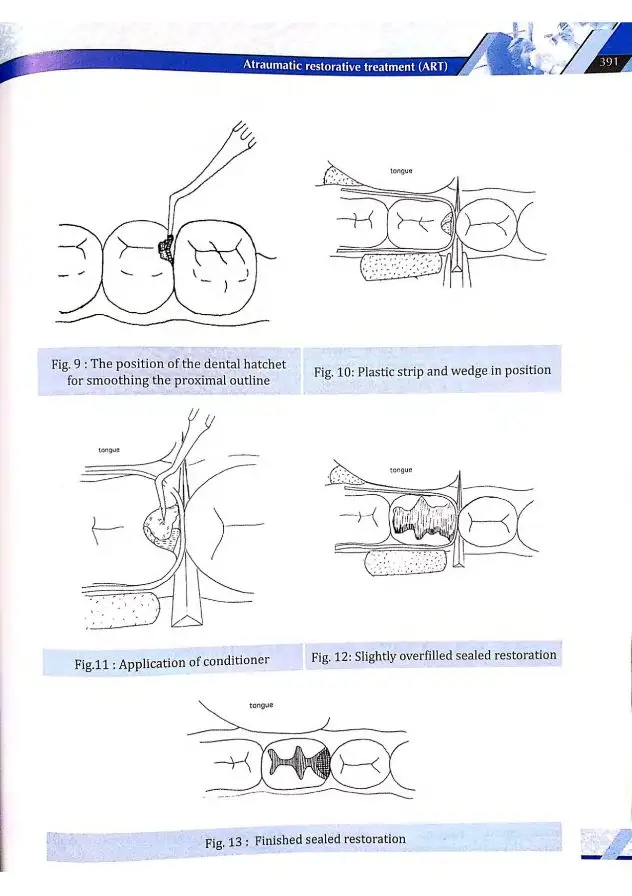 Atraumatic restorative treatment (ART)
391
tongue
Fig. 9 : The position of the dental hatchet
for smoothing the proximal outline
Fig. 10: Plastic strip and wedge in position
tongue
tongue
Fig.11 : Application of conditioner
Fig. 12: Slightly overfilled sealed restoration
tongue
Fig. 13 : Finished sealed restoration